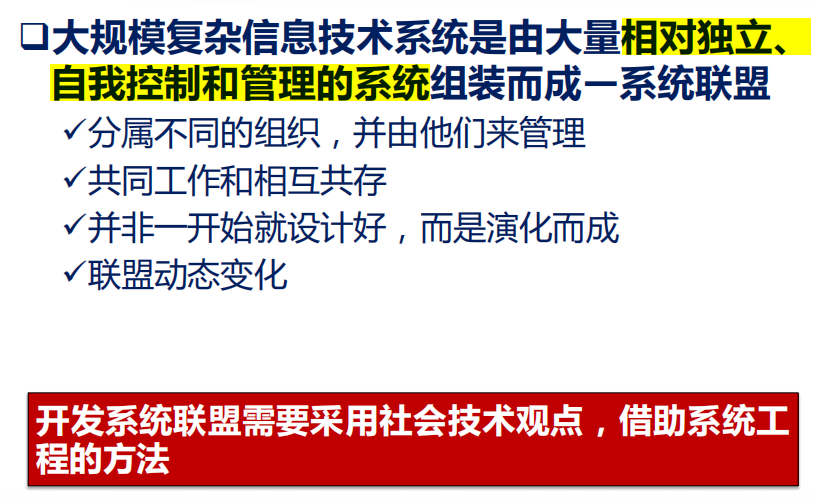 ❑大规模复杂信息技术系统是由大量相对独立、
自我控制和管理的系统组装而成—系统联盟
✓分属不同的组织，并由他们来管理
✓共同工作和相互共存
✓并非一开始就设计好，而是演化而成
✓联盟动态变化
开发系统联盟需要采用社会技术观点，借助系统工
程的方法